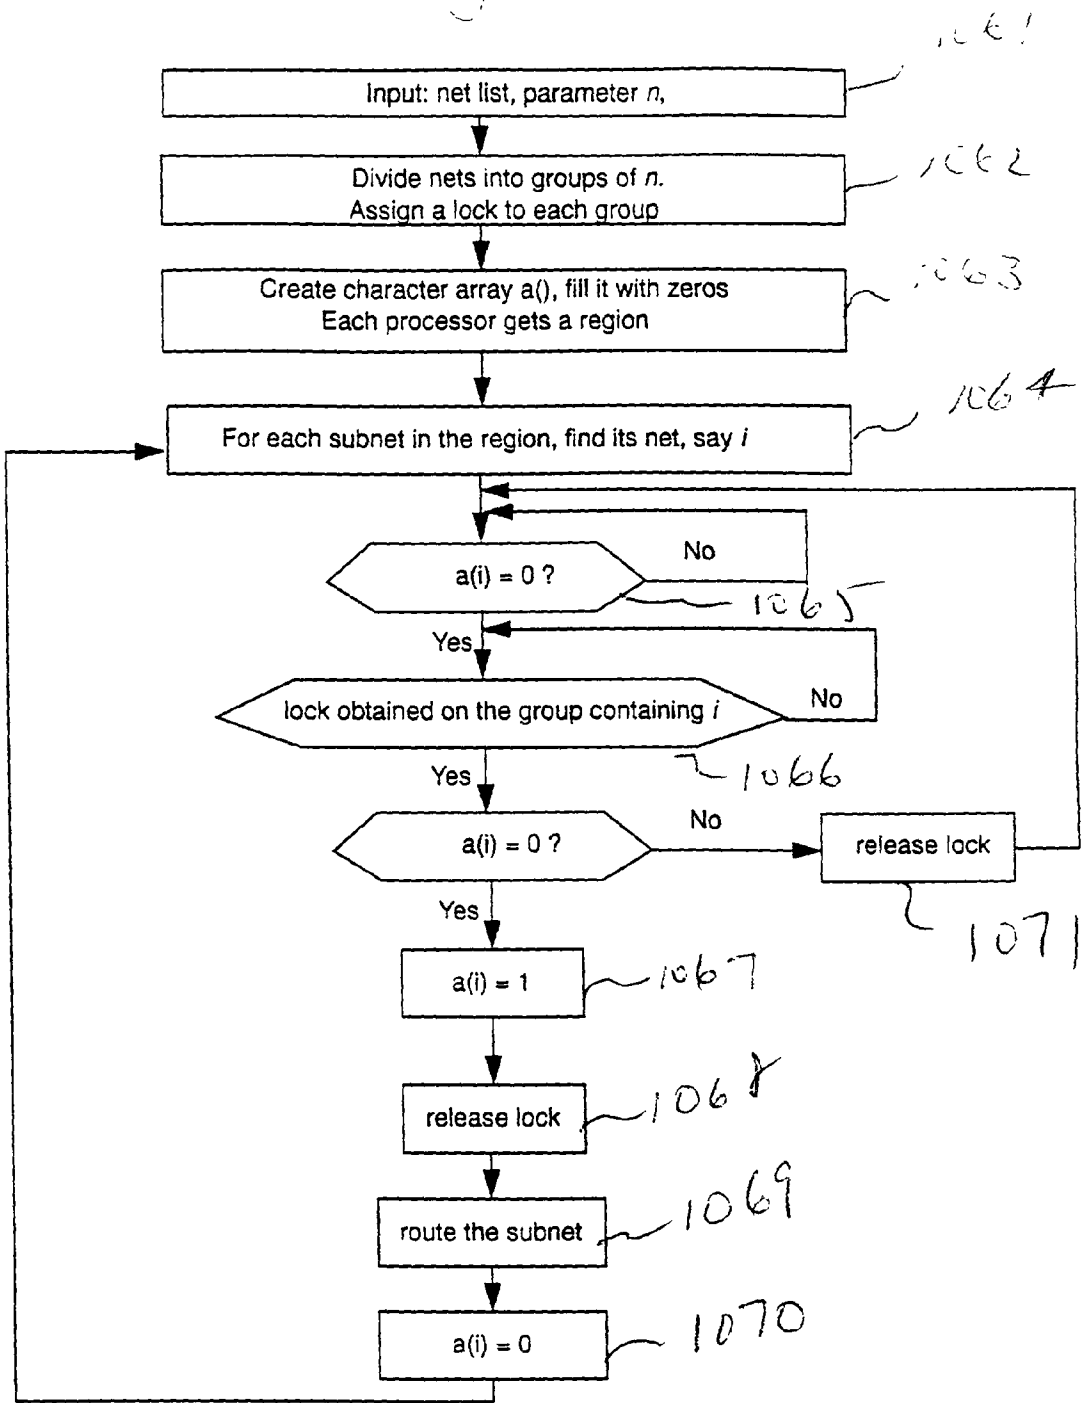 Input: net list, parameter n,
Divide nets into groups of n.
Assign a lock to each group
1062
Create character array a(), fill it with zeros
Each processor gets a region
1063
1064
For each subnet in the region, find its net, say i
a(i) = 0 ?
No
1065
Yes
lock obtained on the group containing i
No
1066
Yes
a(i) = 0 ?
No
release lock
1071
Yes
a(i) = 1
1067
release lock
1068
route the subnet
1069
a(i) = 0
1070